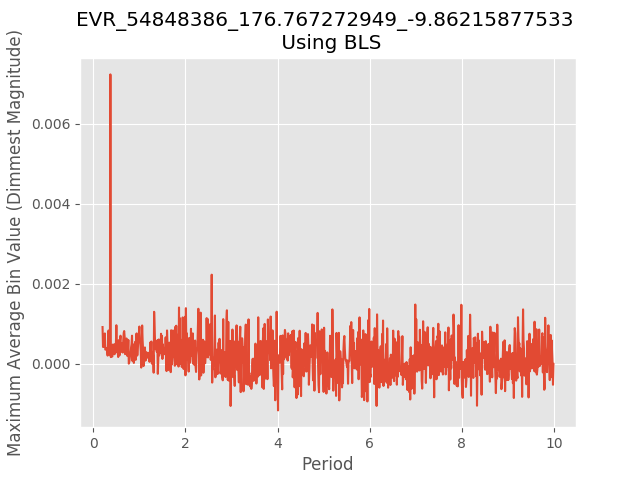 EVR_54848386_176.767272949_-9.86215877533
Using BLS
Maximum Average Bin Value (Dimmest Magnitude)
0.006
0.004
0.002
0.000
0
2
4
6
8
10
Period